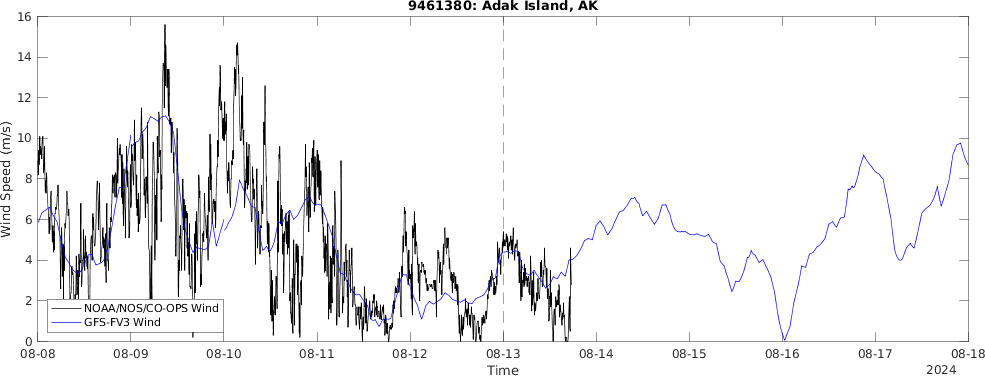 9461380: Adak Island, AK
Wind Speed (m/s)
16
14
12
10
8
6
4
2
0
NOAA/NOS/CO-OPS Wind
GFS-FV3 Wind
08-08 08-09 08-10 08-11 08-12 08-13 08-14 08-15 08-16 08-17 08-18
Time
2024